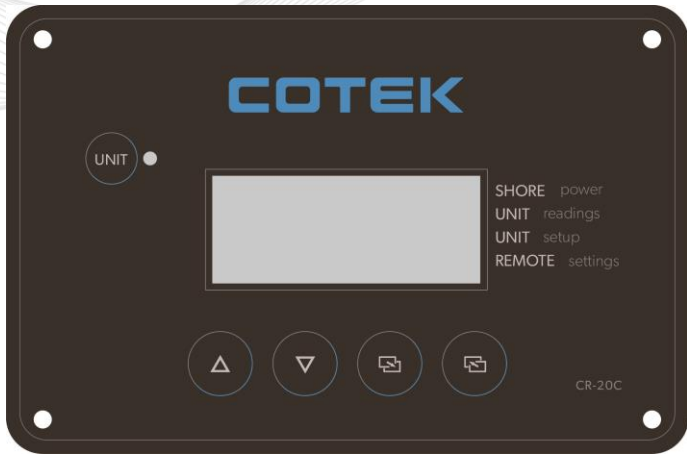 COTEK
UNIT
SHORE power
UNIT readings
UNIT setup
REMOTE settings
CR-20C